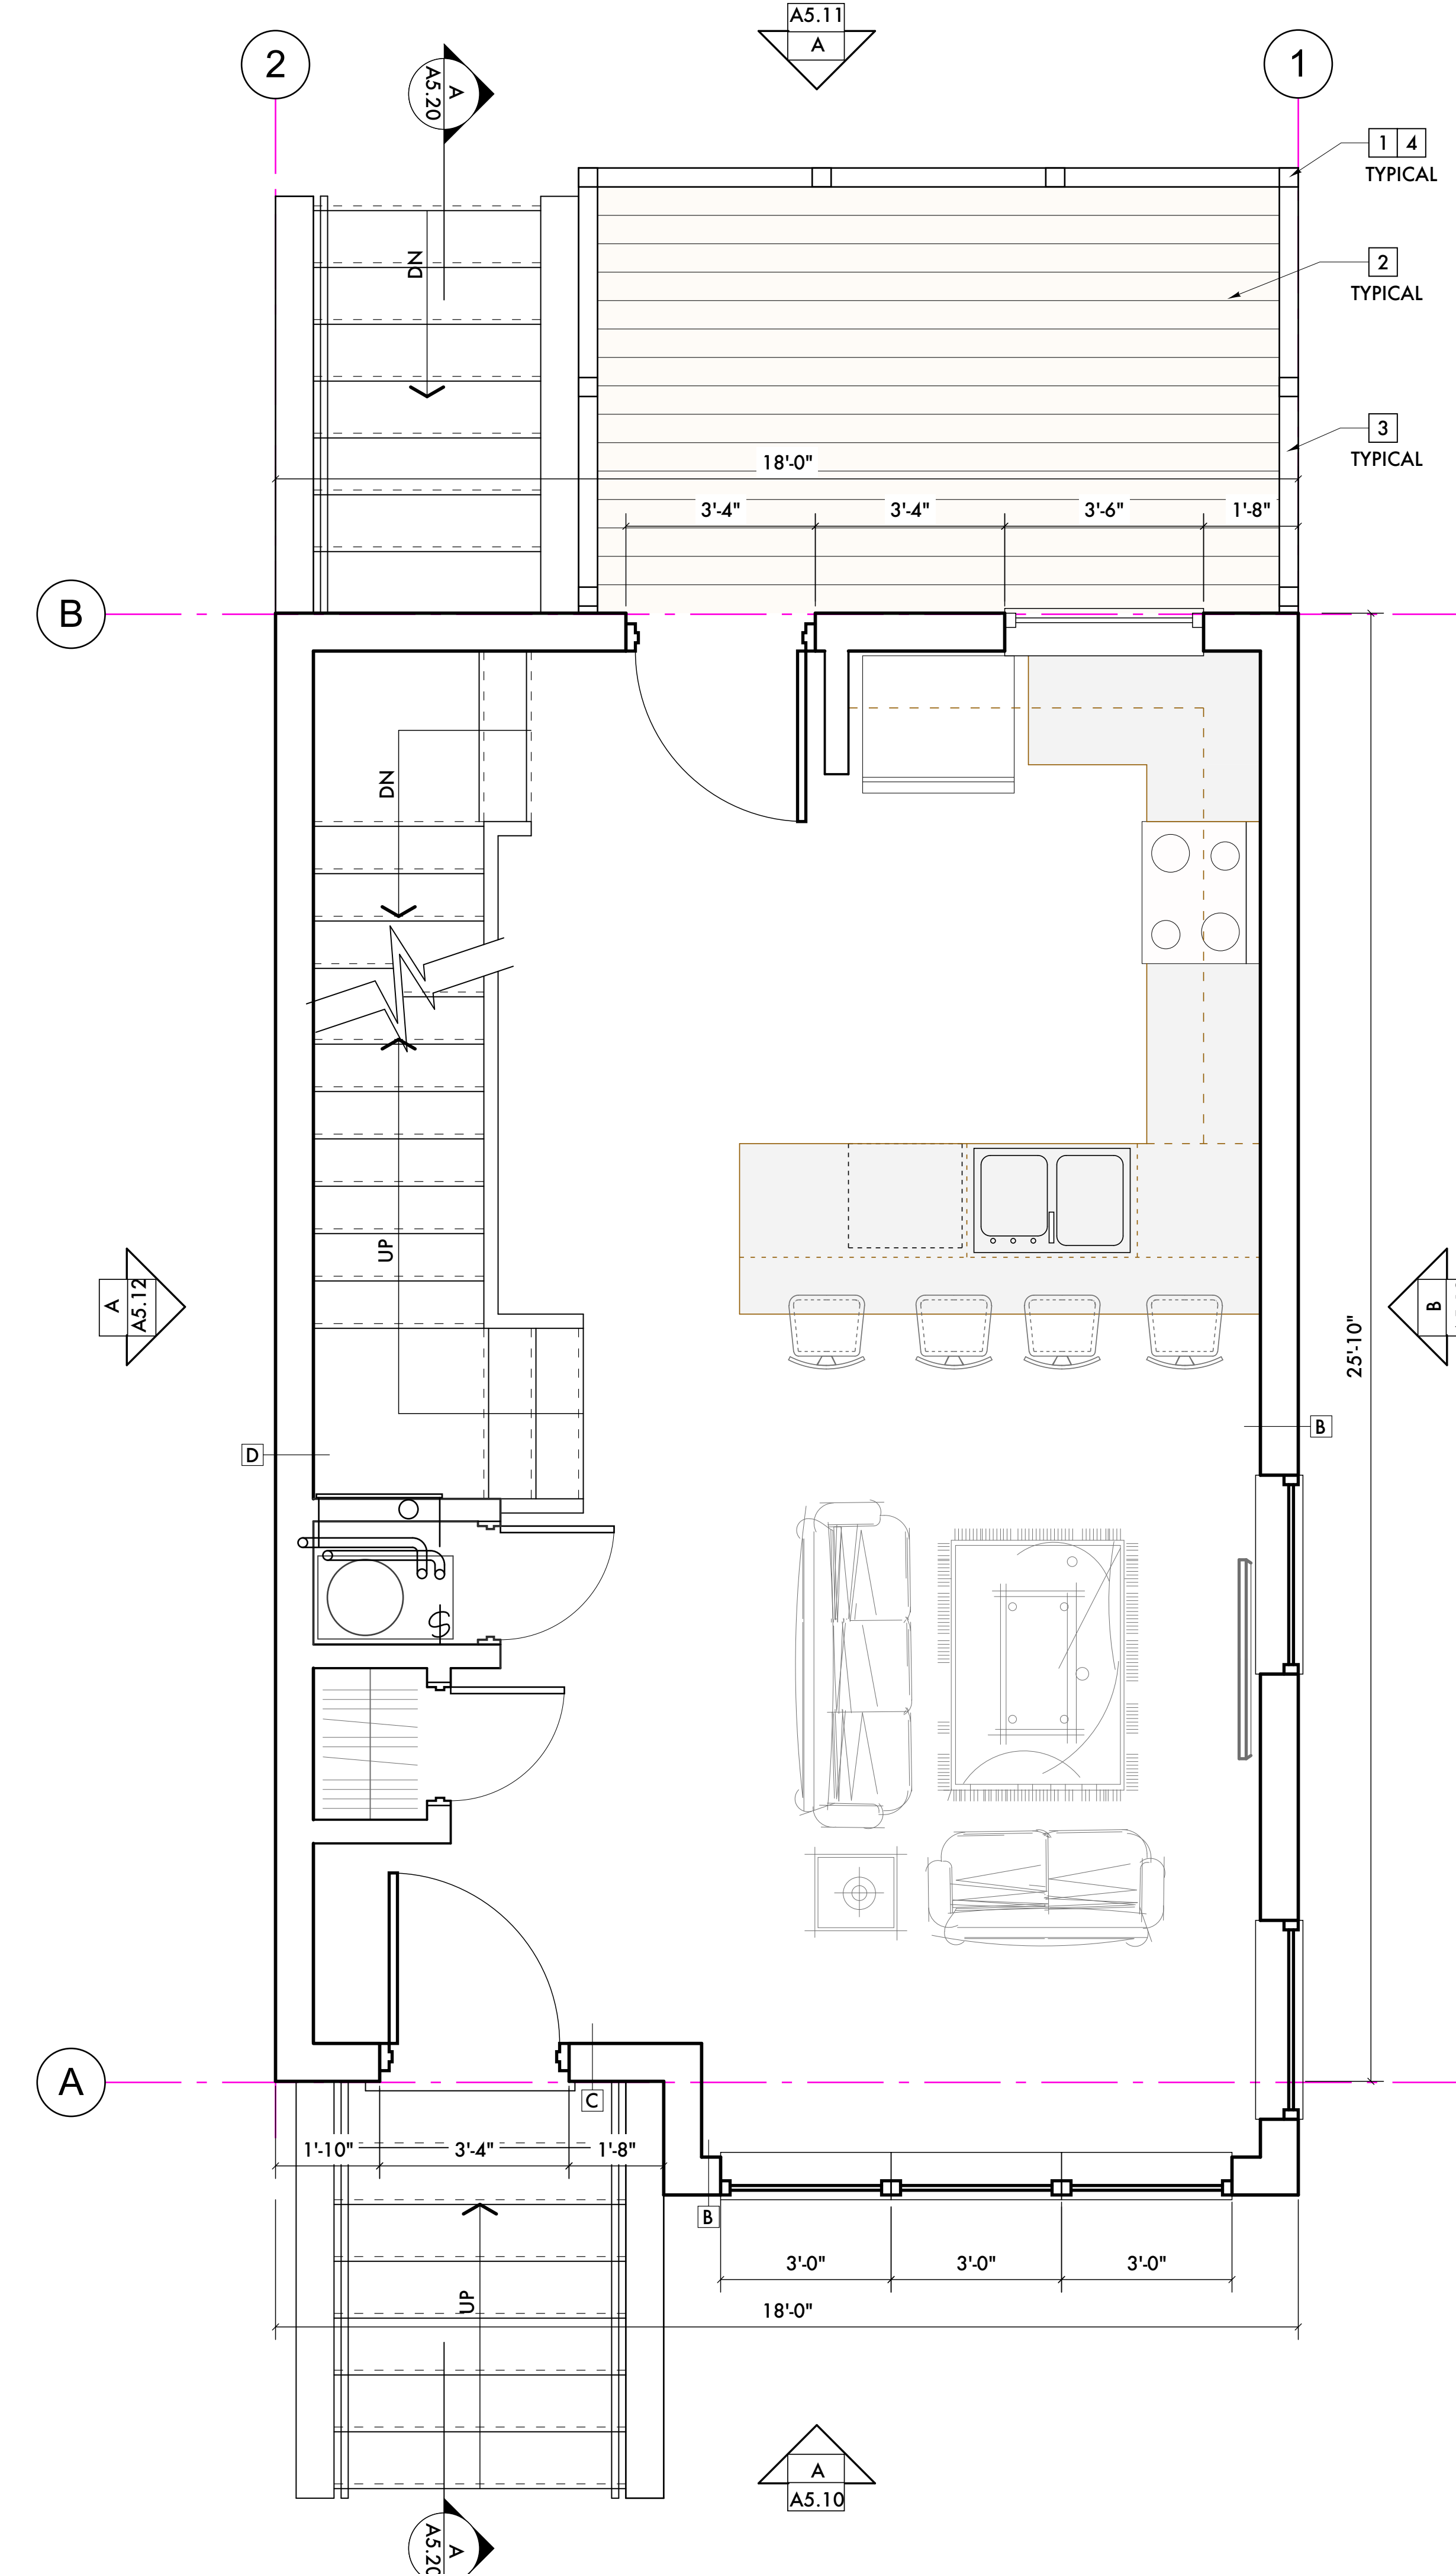 A5.11
A
2
1
A
A5.20
1 4
TYPICAL
DN
2
TYPICAL
3
TYPICAL
18'-0"
3'-4" 3'-4" 3'-6" 1'-8"
B
DN
UP
A
A5.12
B
25'-10"
B
D
A
C
1'-10" 3'-4" 1'-8"
B
3'-0" 3'-0" 3'-0"
18'-0"
UP
A
A5.10
A
A5.20